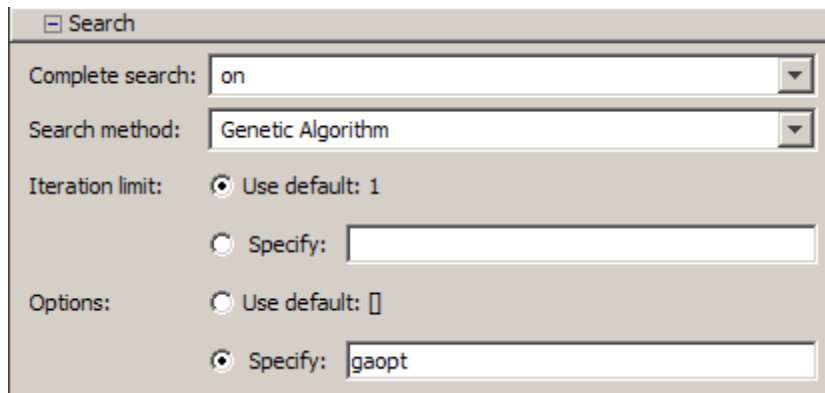 Search
Complete search: on
Search method: Genetic Algorithm
Iteration limit: Use default: 1
Specify:
Options: Use default: []
Specify: gaopt